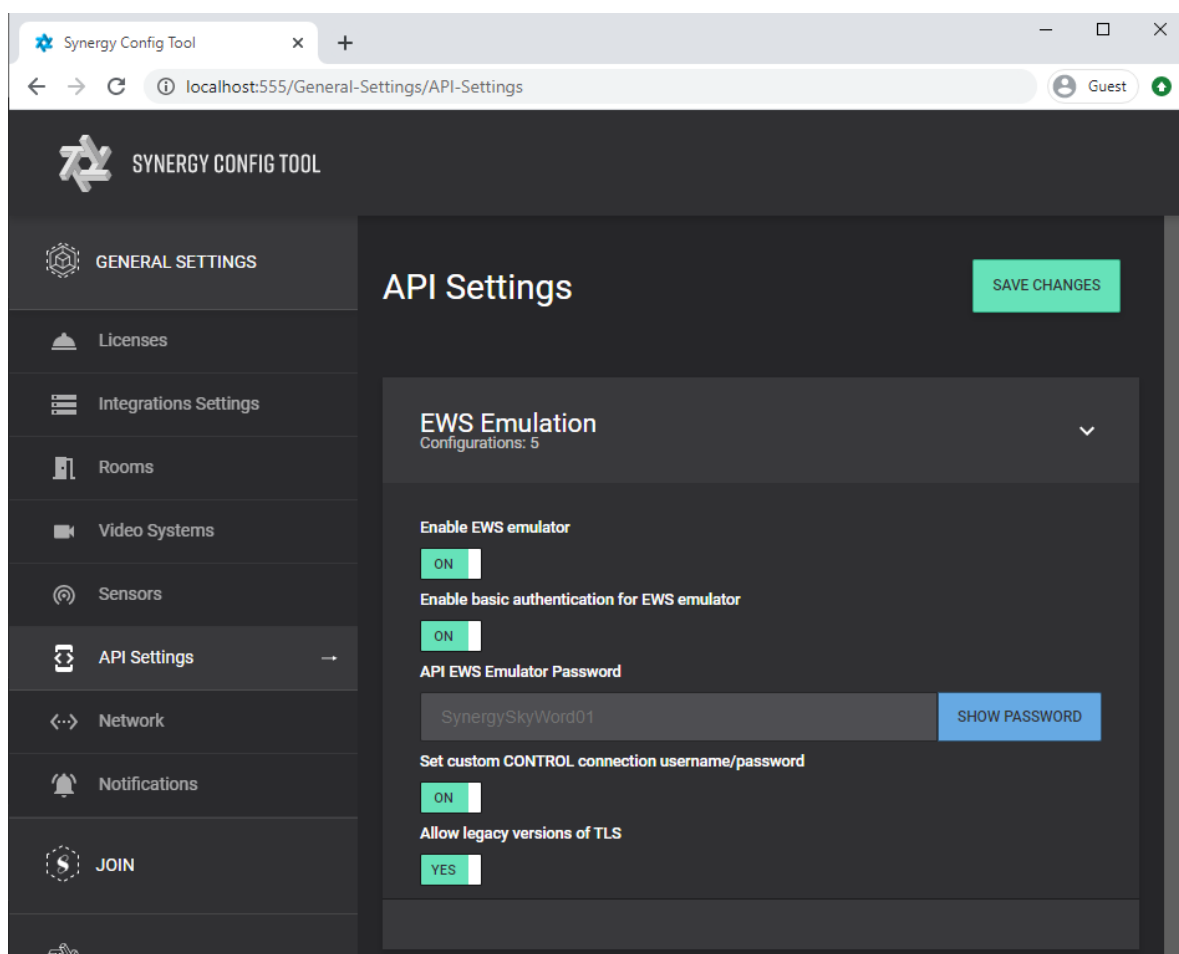 Synergy Config Tool
localhost:555/General-Settings/API-Settings
Guest
SYNERGY CONFIG TOOL
GENERAL SETTINGS
Licenses
Integrations Settings
Rooms
Video Systems
Sensors
API Settings
Network
Notifications
JOIN
API Settings
SAVE CHANGES
EWS Emulation
Configurations: 5
Enable EWS emulator
ON
Enable basic authentication for EWS emulator
ON
API EWS Emulator Password
SynergySkyWord01
SHOW PASSWORD
Set custom CONTROL connection username/password
ON
Allow legacy versions of TLS
YES